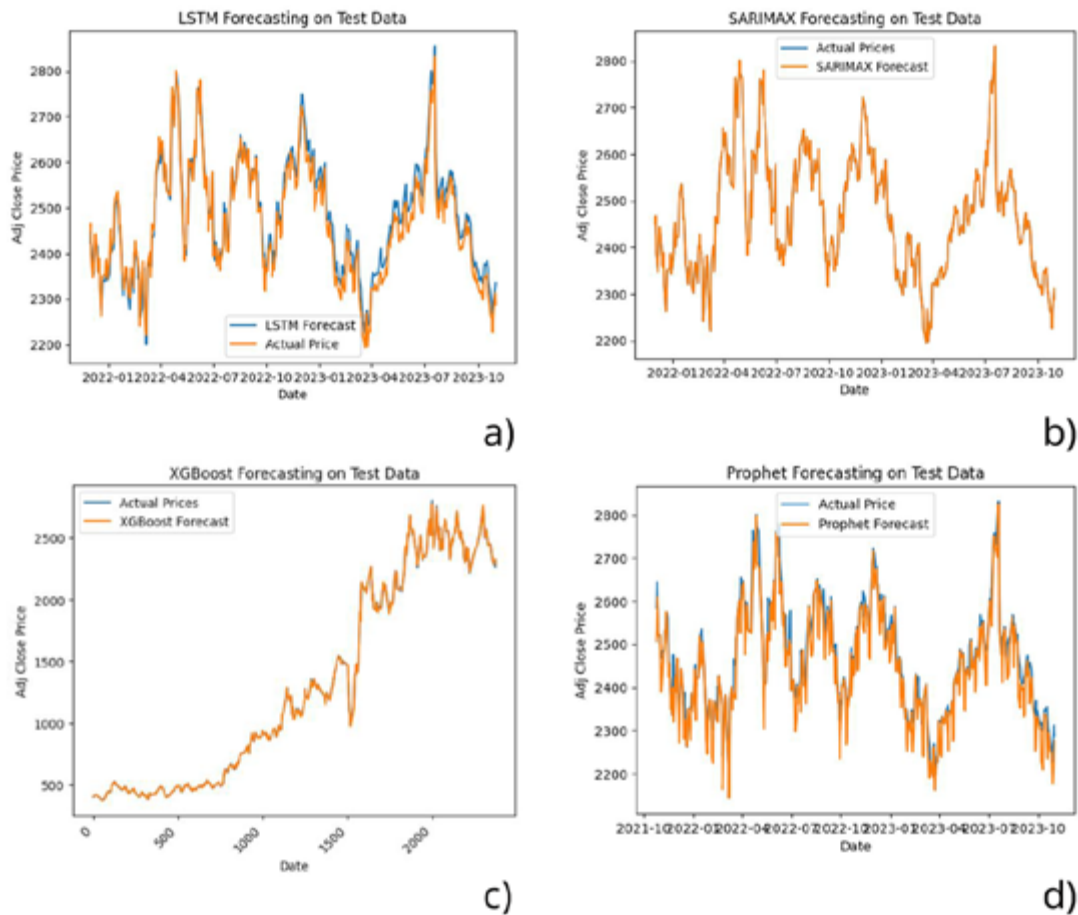 LSTM Forecasting on Test Data
2800
2700
2600
2500
2400
2300
2200
Adj Close Price
LSTM Forecast
Actual Price
2022-01 2022-04 2022-07 2022-10 2023-01 2023-04 2023-07 2023-10
Date
a)
SARIMAX Forecasting on Test Data
Actual Prices
SARIMAX Forecast
2800
2700
2600
2500
2400
2300
2200
Adj Close Price
2022-01 2022-04 2022-07 2022-10 2023-01 2023-04 2023-07 2023-10
Date
b)
XGBoost Forecasting on Test Data
Actual Prices
XGBoost Forecast
2500
2000
1500
1000
500
Adj Close Price
0 500 1000 1500 2000
Date
c)
Prophet Forecasting on Test Data
Actual Price
Prophet Forecast
2800
2700
2600
2500
2400
2300
2200
Adj Close Price
2021-10 2022-01 2022-04 2022-07 2022-10 2023-01 2023-04 2023-07 2023-10
Date
d)